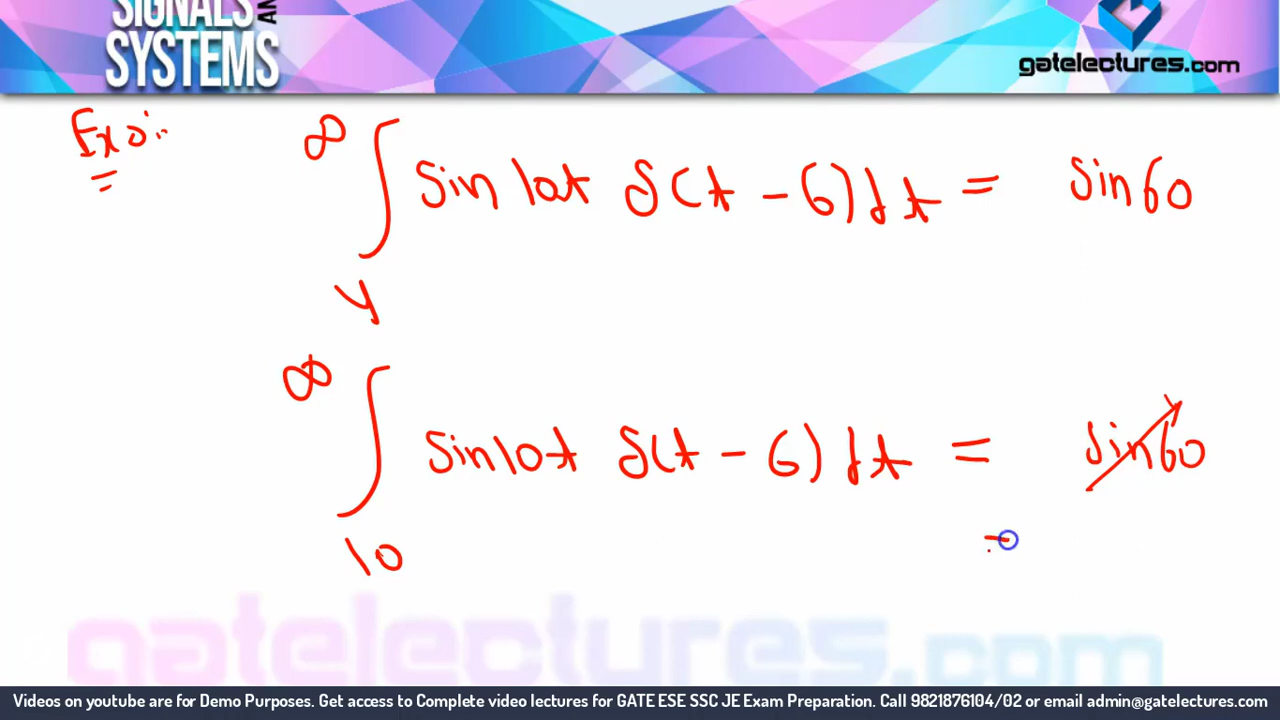 SIGNALS AND
SYSTEMS
gatelectures.com
Ex⁰:
∞
∫ sin 10t δ(t - 6) dt = sin 60
4
∞
∫ sin 10t δ(t - 6) dt = sin 60
=
10
gatelectures.com
Videos on youtube are for Demo Purposes. Get access to Complete video lectures for GATE ESE SSC JE Exam Preparation. Call 9821876104/02 or email admin@gatelectures.com